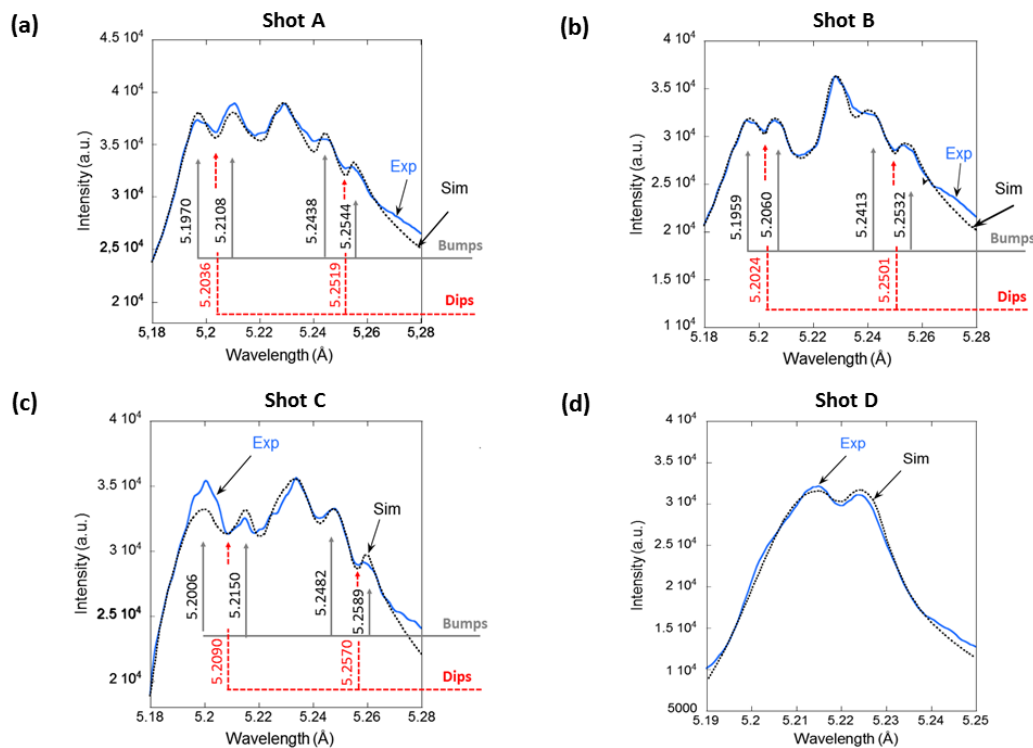 (a)
Shot A
4.5 10⁴
4 10⁴
3.5 10⁴
3 10⁴
2.5 10⁴
2 10⁴
Intensity (a.u.)
Exp
Sim
5.1970
5.2108
5.2438
5.2544
Bumps
5.2036
5.2519
Dips
5,18 5.2 5.22 5,24 5,26 5,28
Wavelength (Å)
(b)
Shot B
4 10⁴
3.5 10⁴
3 10⁴
2.5 10⁴
2 10⁴
1.5 10⁴
1 10⁴
Intensity (a.u.)
Exp
Sim
5.1959
5.2060
5.2413
5.2532
Bumps
5.2024
5.2501
Dips
5.18 5.2 5.22 5.24 5.26 5.28
Wavelength (Å)
(c)
Shot C
4 10⁴
3.5 10⁴
3 10⁴
2.5 10⁴
2 10⁴
Intensity (a.u.)
Exp
Sim
5.2006
5.2150
5.2482
5.2589
Bumps
5.2090
5.2570
Dips
5.18 5.2 5.22 5.24 5.26 5.28
Wavelength (Å)
(d)
Shot D
4 10⁴
3.5 10⁴
3 10⁴
2.5 10⁴
2 10⁴
1.5 10⁴
1 10⁴
5000
Intensity (a.u.)
Exp
Sim
5.19 5.2 5.21 5.22 5.23 5.24 5.25
Wavelength (Å)